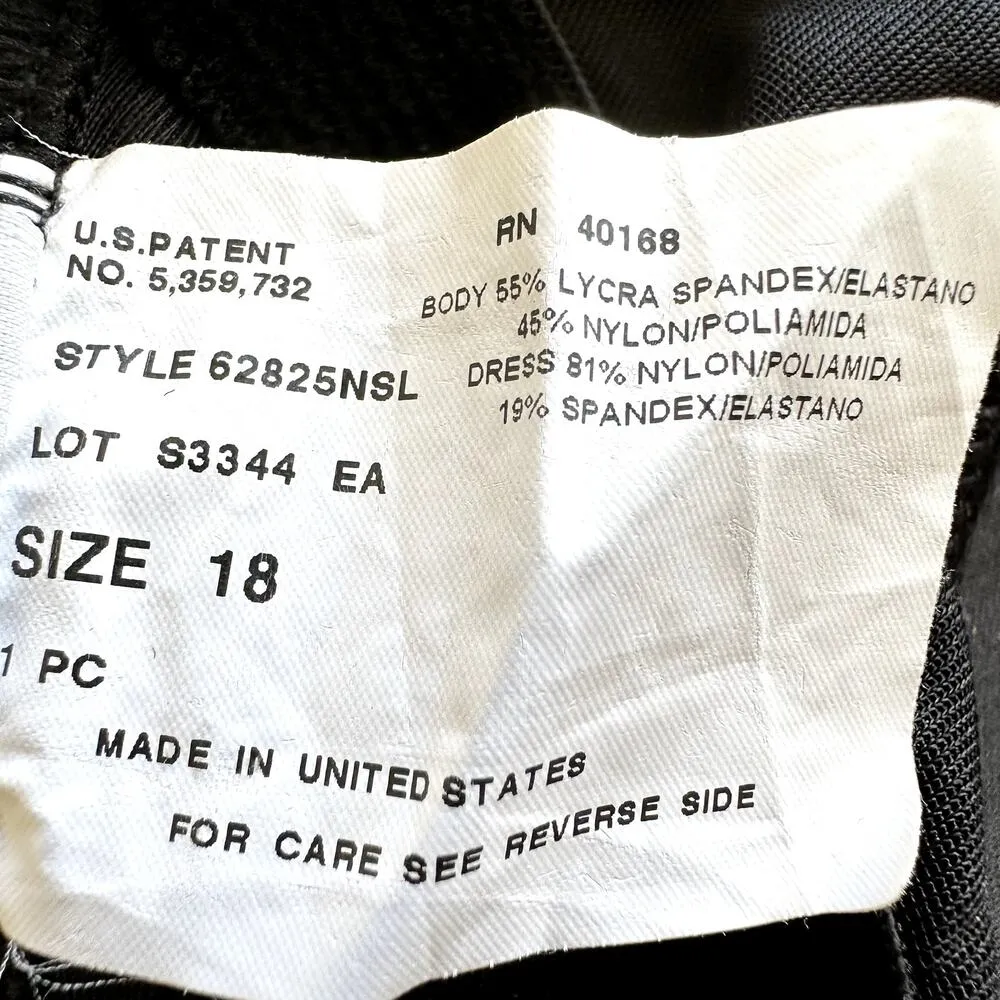 U.S.PATENT
NO. 5,359,732
STYLE 62825NSL
LOT S3344 EA
SIZE 18
1 PC
RN 40168
BODY 55% LYCRA SPANDEX/ELASTANO
45% NYLON/POLIAMIDA
DRESS 81% NYLON/POLIAMIDA
19% SPANDEX/ELASTANO
MADE IN UNITED STATES
FOR CARE SEE REVERSE SIDE